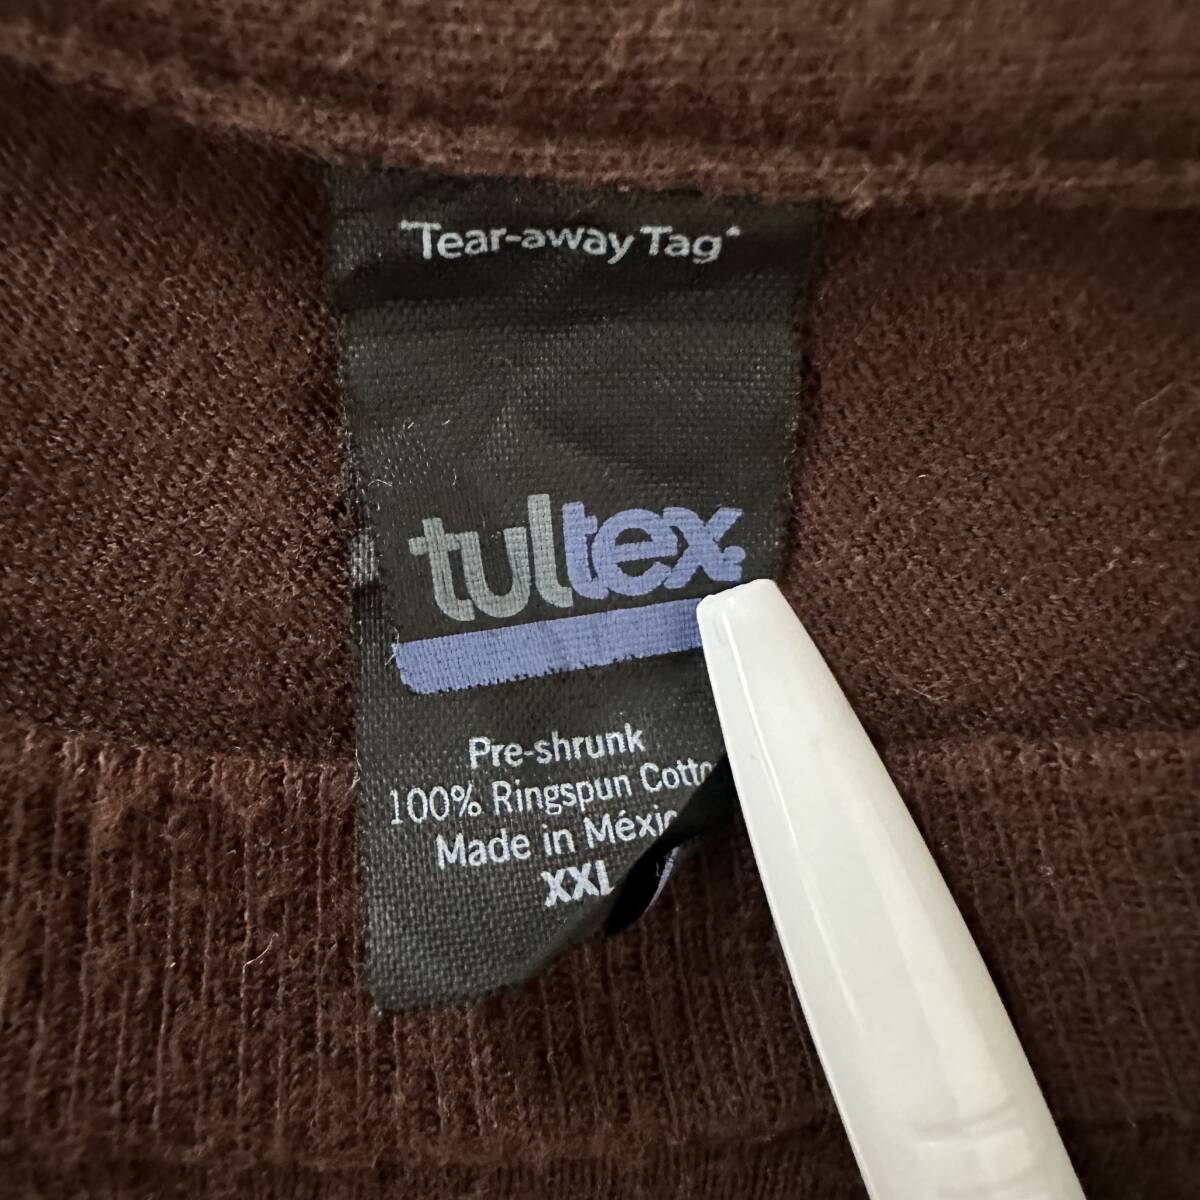 "Tear-away Tag"
tultex
Pre-shrunk
100% Ringspun Cotto
Made in Méxic
XXL